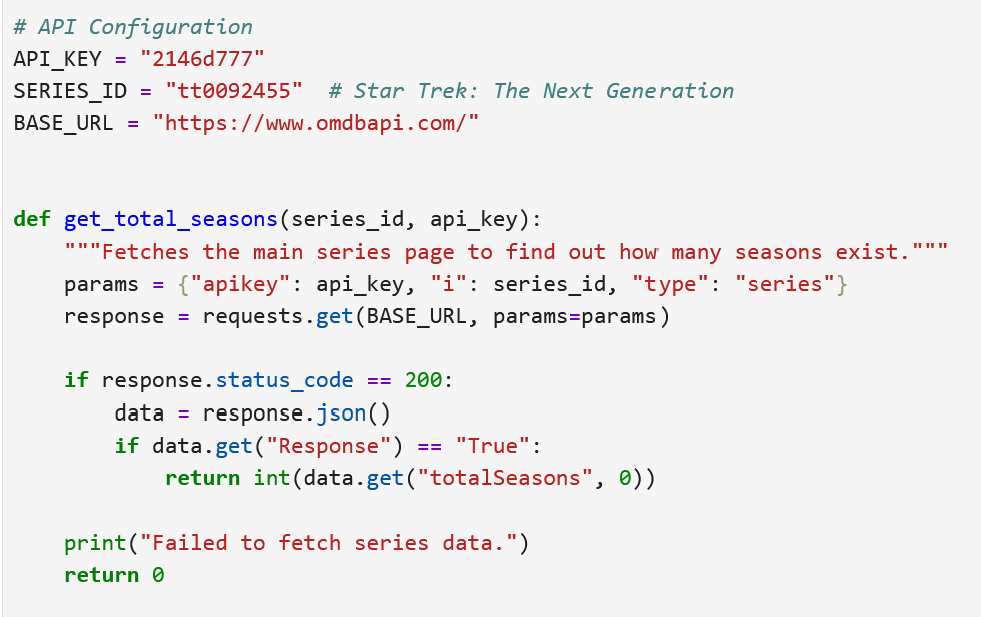 # API Configuration
API_KEY = "2146d777"
SERIES_ID = "tt0092455"  # Star Trek: The Next Generation
BASE_URL = "https://www.omdbapi.com/"


def get_total_seasons(series_id, api_key):
    """Fetches the main series page to find out how many seasons exist."""
    params = {"apikey": api_key, "i": series_id, "type": "series"}
    response = requests.get(BASE_URL, params=params)

    if response.status_code == 200:
        data = response.json()
        if data.get("Response") == "True":
            return int(data.get("totalSeasons", 0))

    print("Failed to fetch series data.")
    return 0